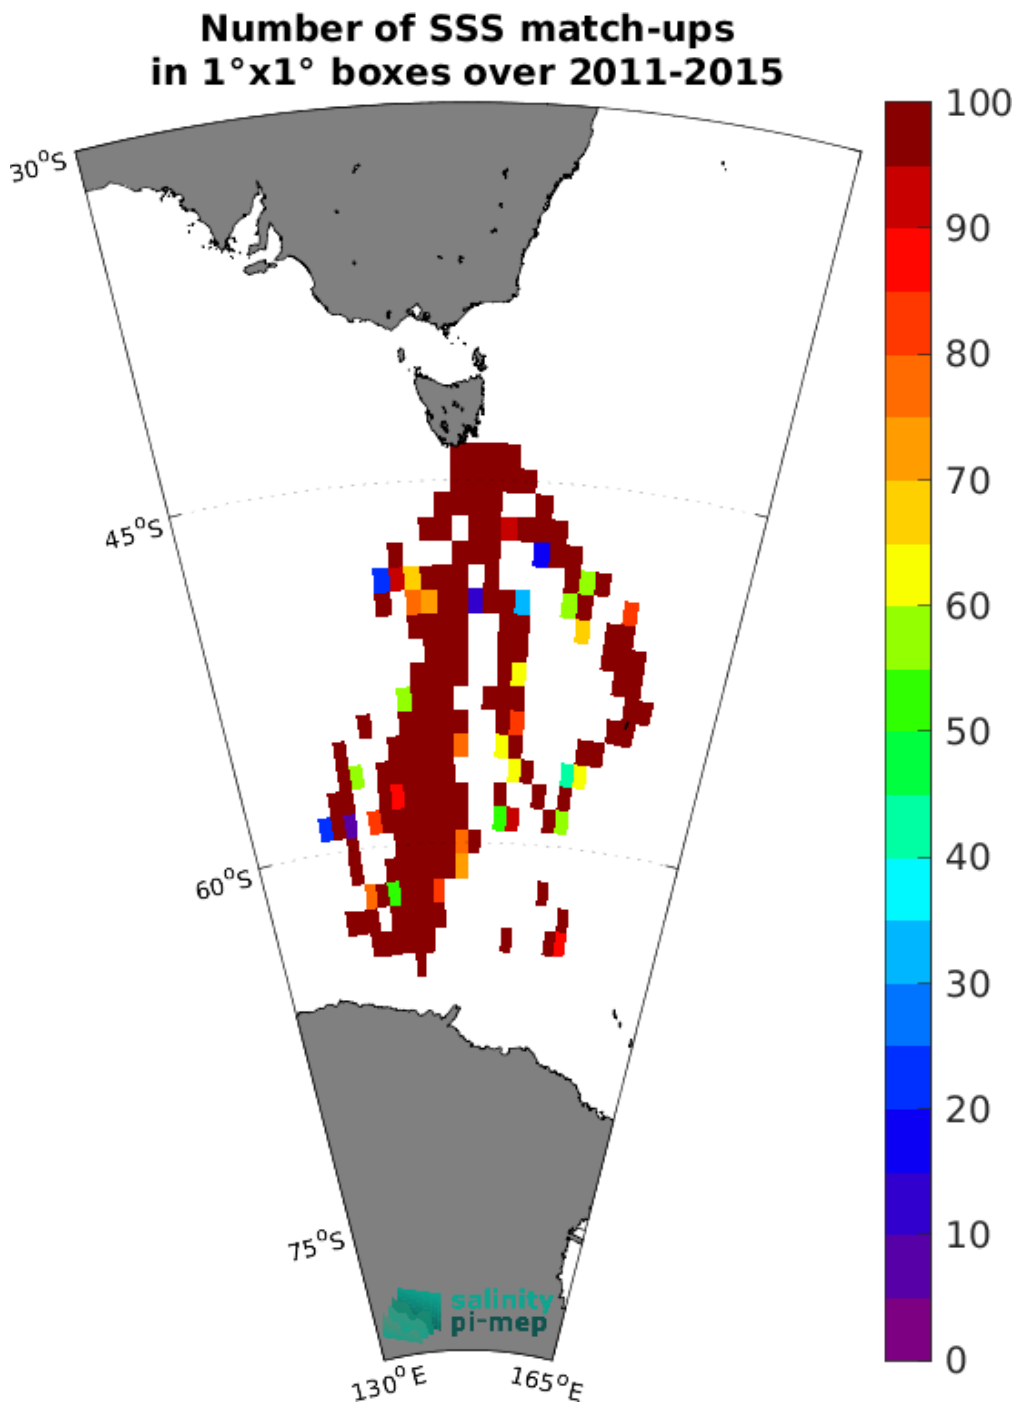 Number of SSS match-ups
in 1°x1° boxes over 2011-2015
30°S
45°S
60°S
75°S
130°E
165°E
100
90
80
70
60
50
40
30
20
10
0
salinity
pi-mep